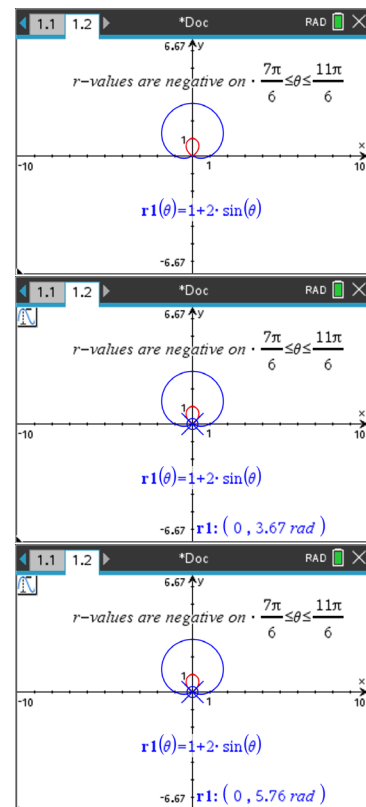 1.1 1.2 *Doc RAD
6.67 y
r-values are negative on · 7π/6≤θ≤11π/6
1
x
-10 1 10
r1(θ)=1+2· sin(θ)
-6.67
1.1 1.2 *Doc RAD
6.67 y
r-values are negative on · 7π/6≤θ≤11π/6
1
x
-10 1 10
r1(θ)=1+2· sin(θ)
-6.67 r1: ( 0 , 3.67 rad )
1.1 1.2 *Doc RAD
6.67 y
r-values are negative on · 7π/6≤θ≤11π/6
1
x
-10 1 10
r1(θ)=1+2· sin(θ)
-6.67 r1: ( 0 , 5.76 rad )